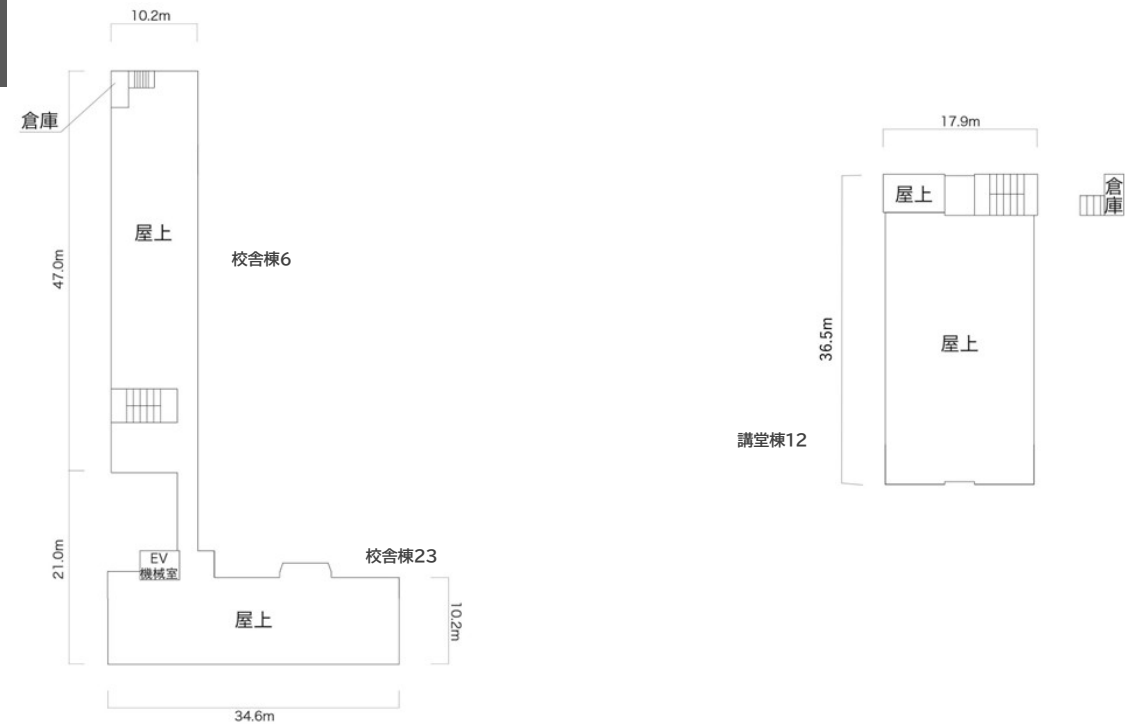 10.2m
倉庫
屋上
校舎棟6
47.0m
21.0m
EV
機械室
校舎棟23
屋上
10.2m
34.6m
17.9m
屋上
倉庫
36.5m
屋上
講堂棟12